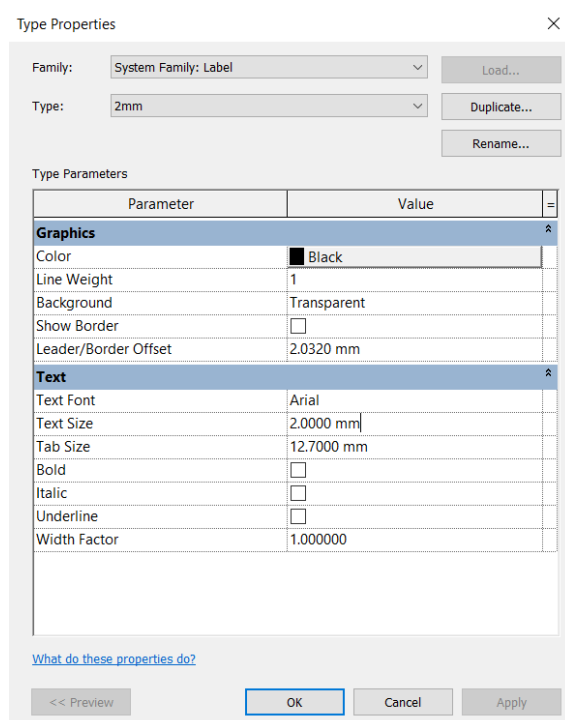 Type Properties
Family: System Family: Label Load...
Type: 2mm Duplicate...
Rename...
Type Parameters
Parameter Value =
Graphics
Color Black
Line Weight 1
Background Transparent
Show Border
Leader/Border Offset 2.0320 mm
Text
Text Font Arial
Text Size 2.0000 mm
Tab Size 12.7000 mm
Bold
Italic
Underline
Width Factor 1.000000
What do these properties do?
<< Preview OK Cancel Apply